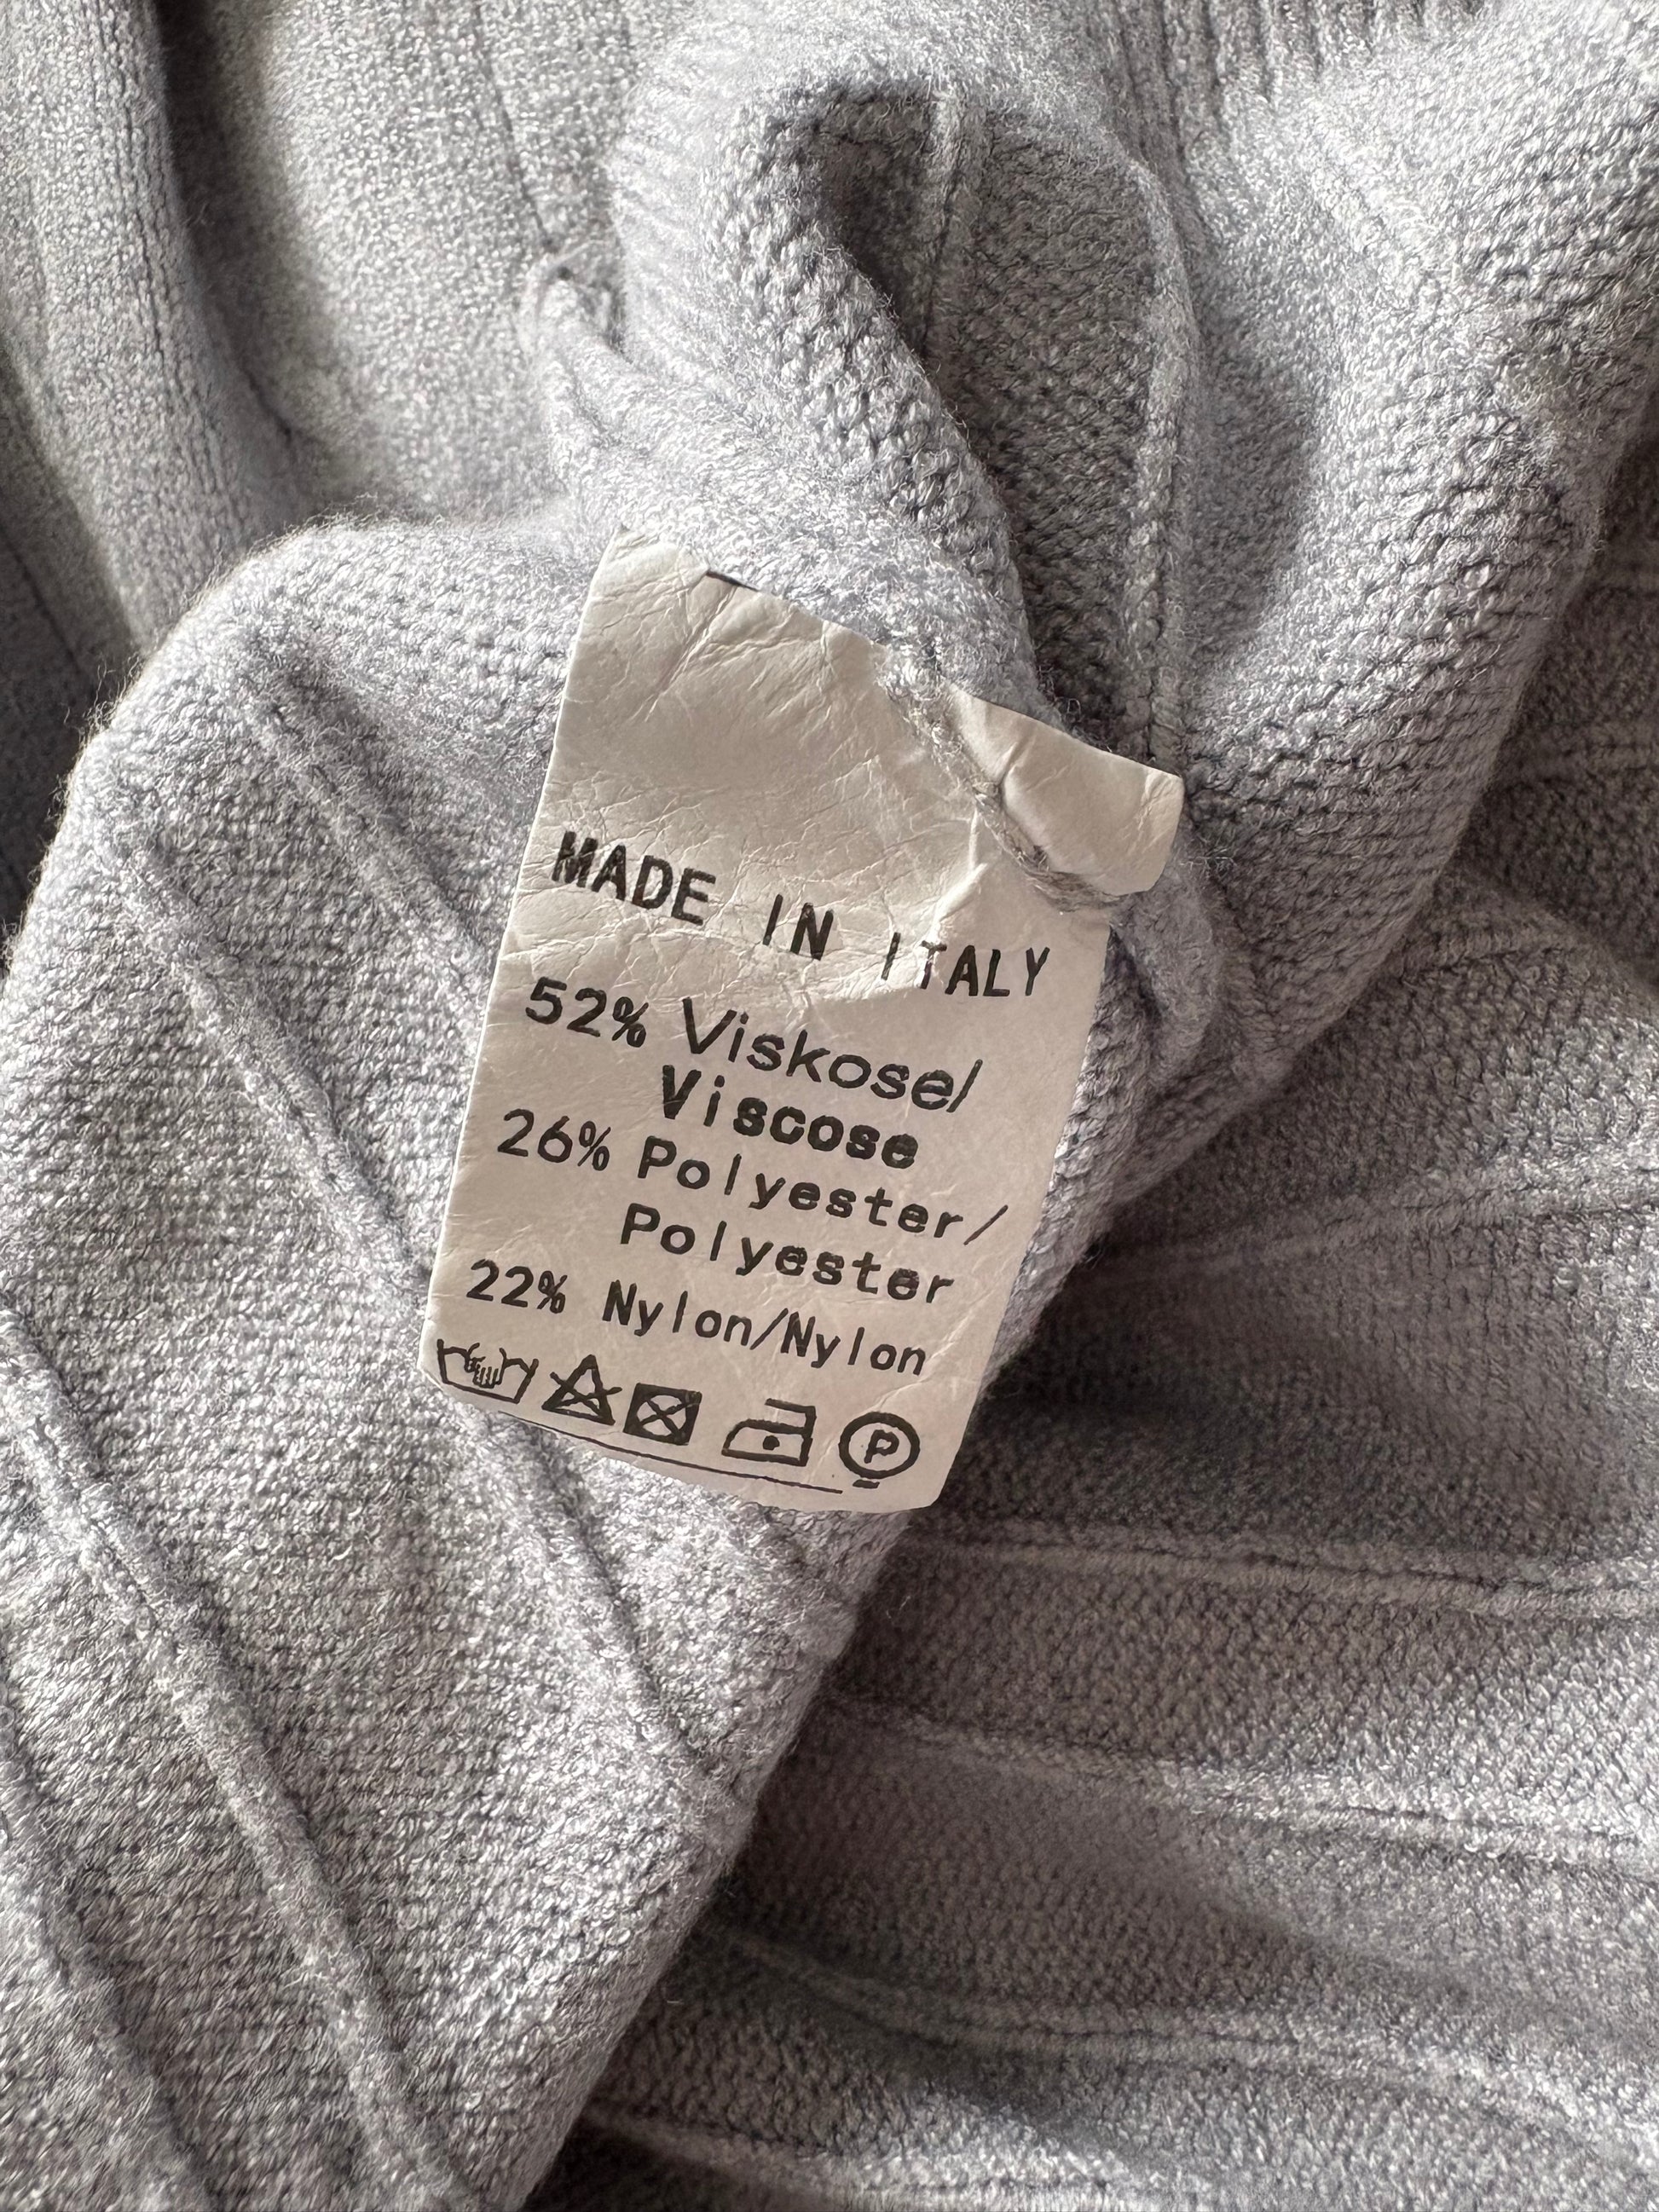 MADE IN ITALY
52% Viskose/
Viscose
26% Polyester/
Polyester
22% Nylon/Nylon
P